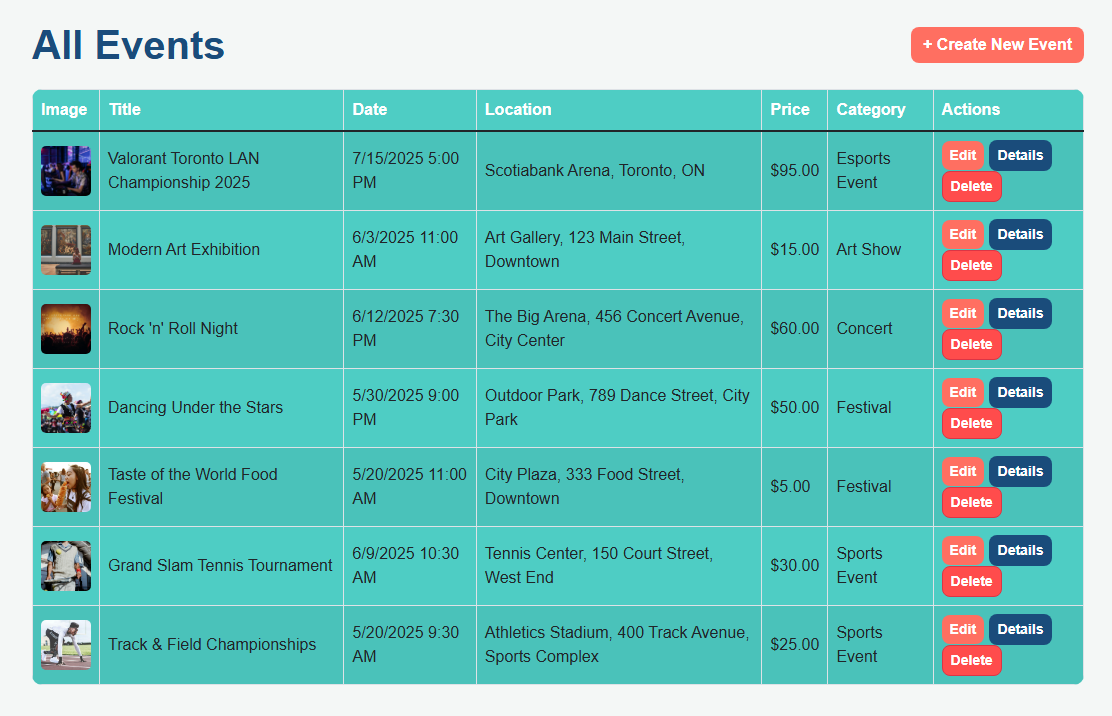 All Events
+ Create New Event
Image Title Date Location Price Category Actions
Valorant Toronto LAN
Championship 2025
7/15/2025 5:00
PM
Scotiabank Arena, Toronto, ON
$95.00
Esports
Event
Edit Details
Delete
Modern Art Exhibition
6/3/2025 11:00
AM
Art Gallery, 123 Main Street,
Downtown
$15.00
Art Show
Edit Details
Delete
Rock 'n' Roll Night
6/12/2025 7:30
PM
The Big Arena, 456 Concert Avenue,
City Center
$60.00
Concert
Edit Details
Delete
Dancing Under the Stars
5/30/2025 9:00
PM
Outdoor Park, 789 Dance Street, City
Park
$50.00
Festival
Edit Details
Delete
Taste of the World Food
Festival
5/20/2025 11:00
AM
City Plaza, 333 Food Street,
Downtown
$5.00
Festival
Edit Details
Delete
Grand Slam Tennis Tournament
6/9/2025 10:30
AM
Tennis Center, 150 Court Street,
West End
$30.00
Sports
Event
Edit Details
Delete
Track & Field Championships
5/20/2025 9:30
AM
Athletics Stadium, 400 Track Avenue,
Sports Complex
$25.00
Sports
Event
Edit Details
Delete